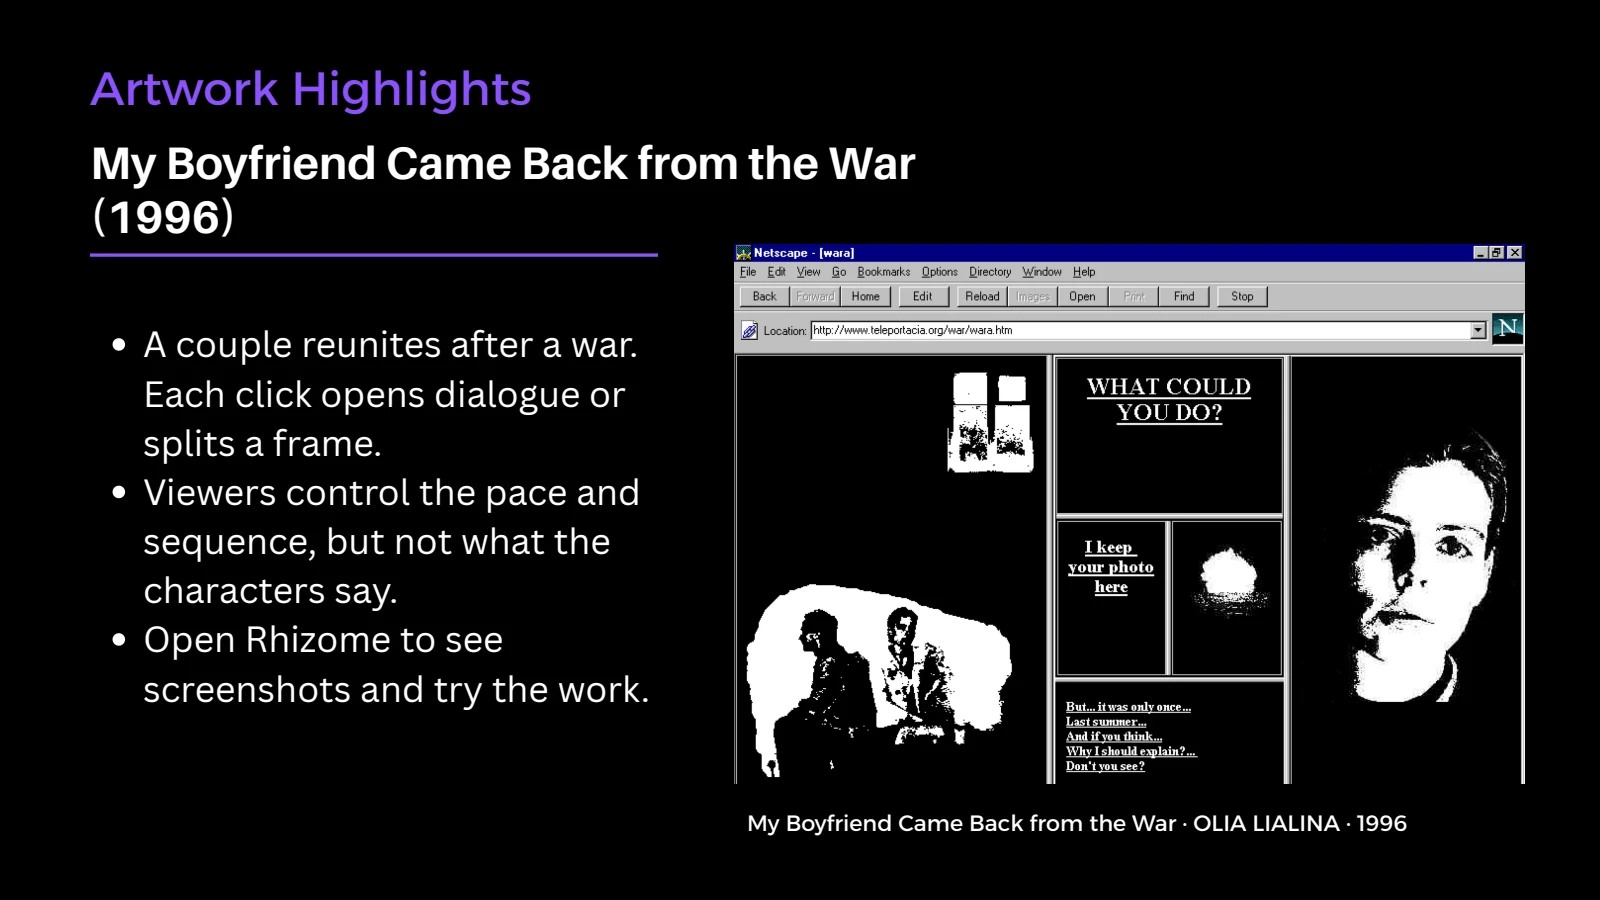 Artwork Highlights
My Boyfriend Came Back from the War
(1996)
• A couple reunites after a war.
Each click opens dialogue or
splits a frame.
• Viewers control the pace and
sequence, but not what the
characters say.
• Open Rhizome to see
screenshots and try the work.
Netscape - [wara]
File Edit View Go Bookmarks Options Directory Window Help
Back Forward Home Edit Reload Images Open Print Find Stop
Location: http://www.teleportacia.org/war/wara.htm
N
WHAT COULD
YOU DO?
I keep
your photo
here
But... it was only once...
Last summer...
And if you think...
Why I should explain?...
Don't you see?
My Boyfriend Came Back from the War · OLIA LIALINA · 1996